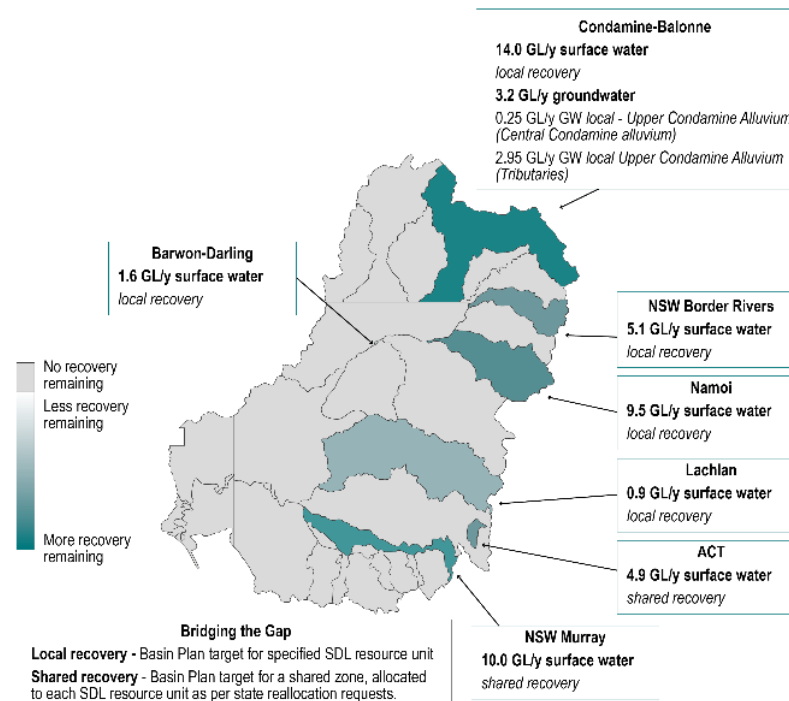 Condamine-Balonne
14.0 GL/y surface water
local recovery
3.2 GL/y groundwater
0.25 GL/y GW local - Upper Condamine Alluvium
(Central Condamine alluvium)
2.95 GL/y GW local Upper Condamine Alluvium
(Tributaries)
Barwon-Darling
1.6 GL/y surface water
local recovery
NSW Border Rivers
5.1 GL/y surface water
local recovery
No recovery
remaining
Less recovery
remaining
More recovery
remaining
Namoi
9.5 GL/y surface water
local recovery
Lachlan
0.9 GL/y surface water
local recovery
ACT
4.9 GL/y surface water
shared recovery
NSW Murray
10.0 GL/y surface water
shared recovery
Bridging the Gap
Local recovery - Basin Plan target for specified SDL resource unit
Shared recovery - Basin Plan target for a shared zone, allocated
to each SDL resource unit as per state reallocation requests.